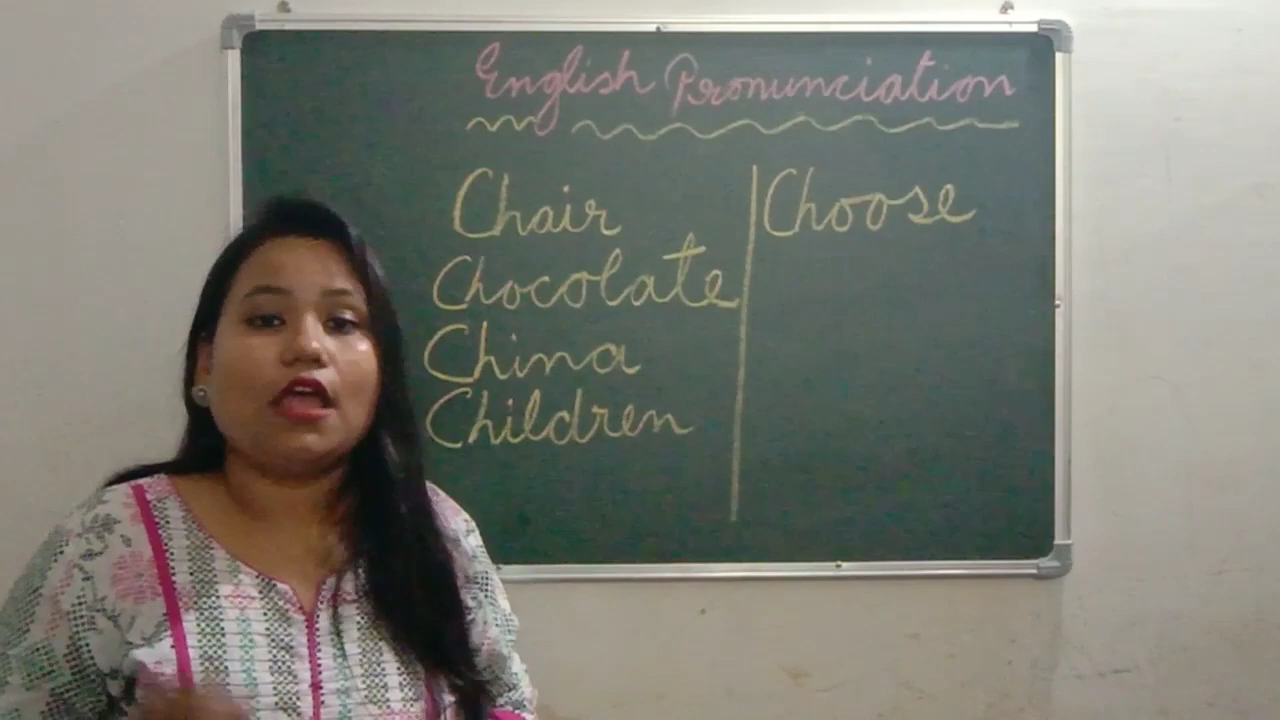 English Pronunciation
Chair
Chocolate
China
Children
Choose